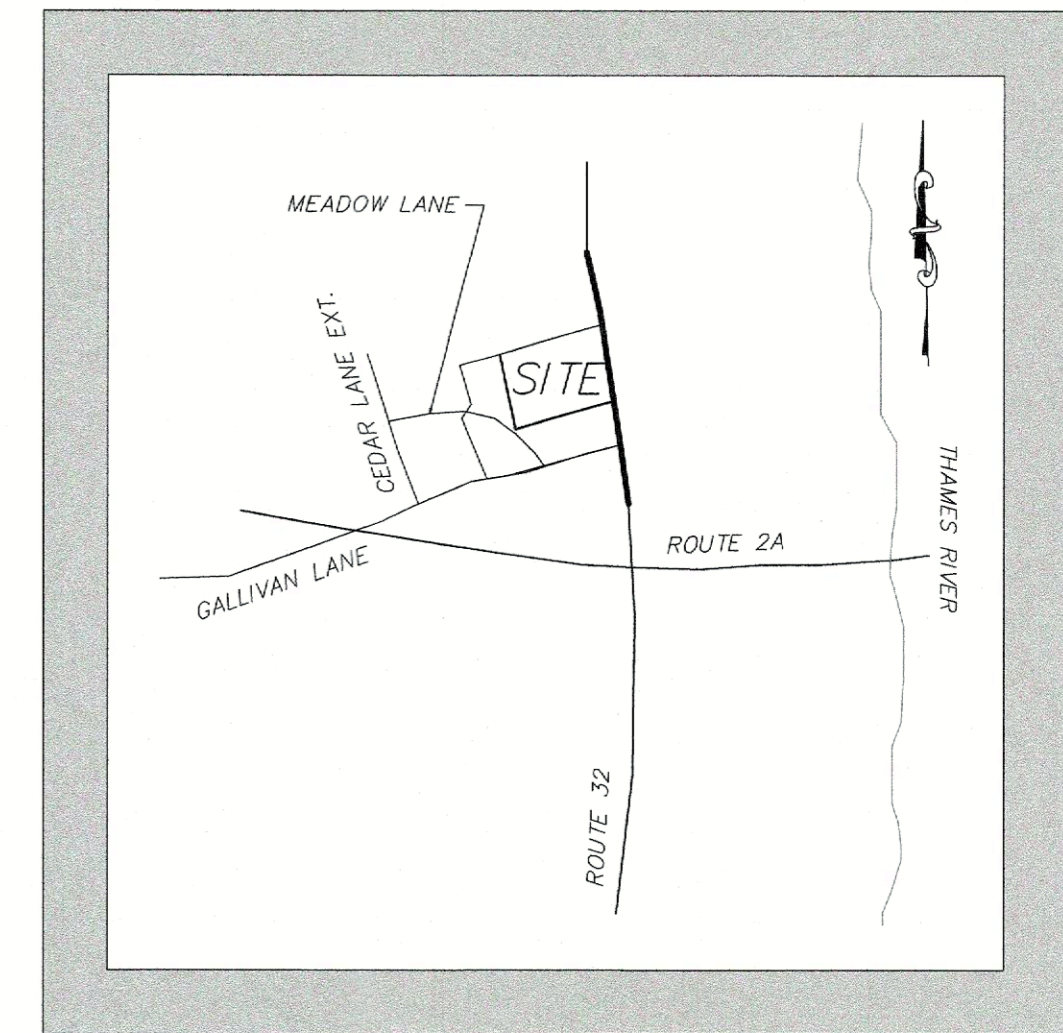 MEADOW LANE
CEDAR LANE EXT.
SITE
THAMES RIVER
ROUTE 2A
GALLIVAN LANE
ROUTE 32